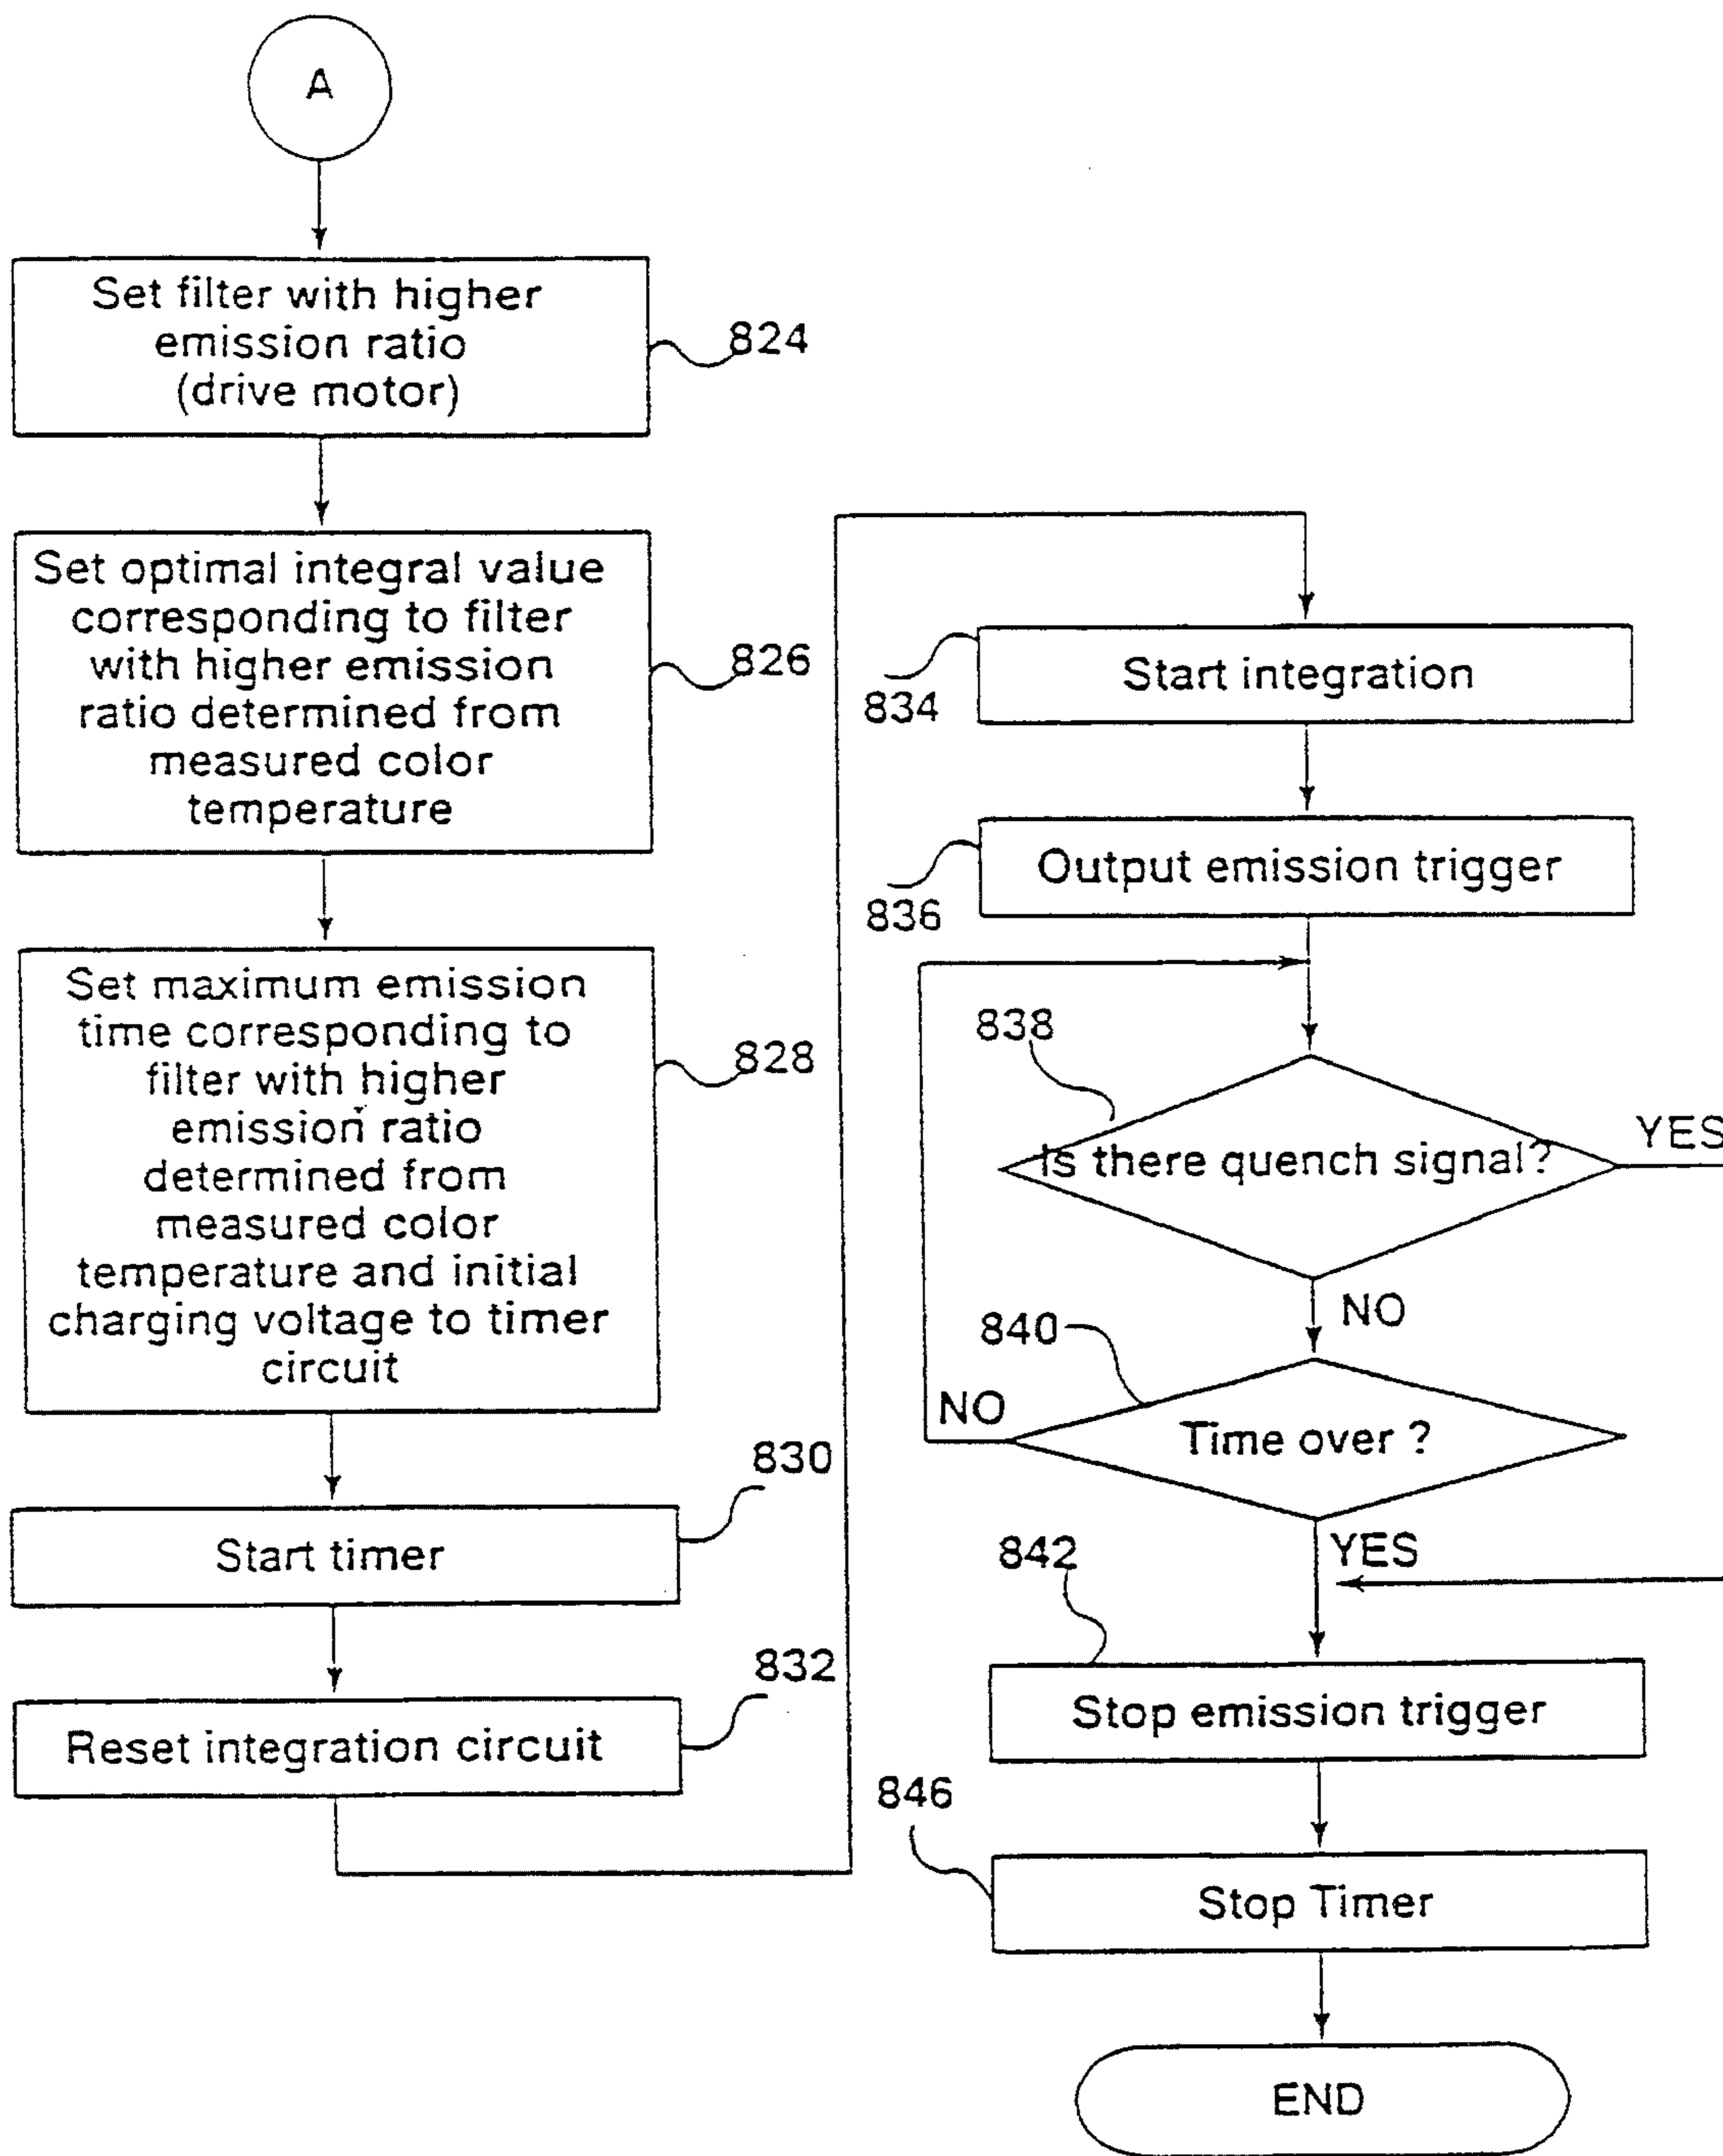 A
Set filter with higher
emission ratio
(drive motor)
824
Set optimal integral value
corresponding to filter
with higher emission
ratio determined from
measured color
temperature
826
Set maximum emission
time corresponding to
filter with higher
emission ratio
determined from
measured color
temperature and initial
charging voltage to timer
circuit
828
830
Start timer
832
Reset integration circuit
834
Start integration
836
Output emission trigger
838
Is there quench signal?
YES
NO
840
NO
Time over ?
YES
842
Stop emission trigger
846
Stop Timer
END